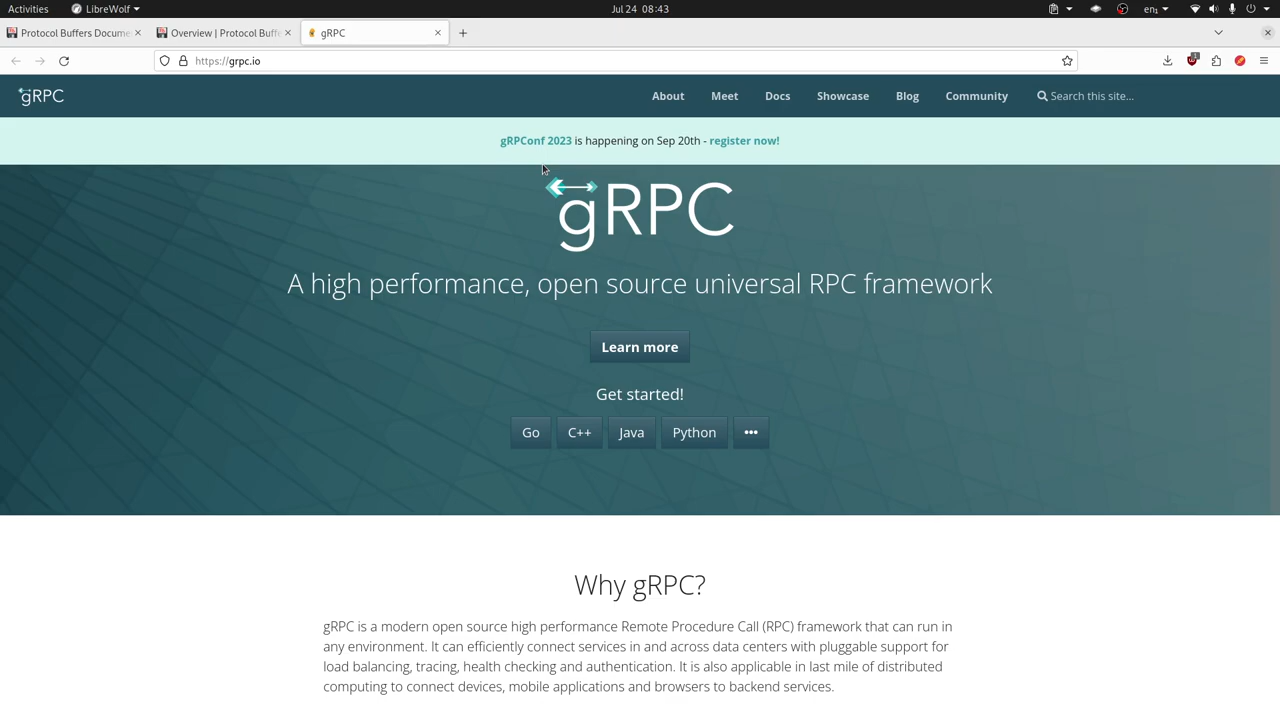 Activities LibreWolf Jul 24 08:43 en₁
Protocol Buffers Docume Overview | Protocol Buffe gRPC
https://grpc.io
gRPC About Meet Docs Showcase Blog Community Search this site…
gRPConf 2023 is happening on Sep 20th - register now!
gRPC
A high performance, open source universal RPC framework
Learn more
Get started!
Go C++ Java Python •••
Why gRPC?
gRPC is a modern open source high performance Remote Procedure Call (RPC) framework that can run in
any environment. It can efficiently connect services in and across data centers with pluggable support for
load balancing, tracing, health checking and authentication. It is also applicable in last mile of distributed
computing to connect devices, mobile applications and browsers to backend services.